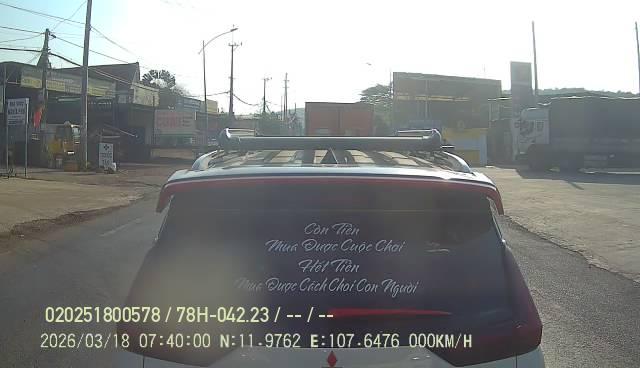 Còn Tiền
Mua Được Cuộc Chơi
Hết Tiền
Mua Được Cách Chơi Con Người
020251800578 / 78H-042.23 / -- / --
2026/03/18 07:40:00 N:11.9762 E:107.6476 000KM/H